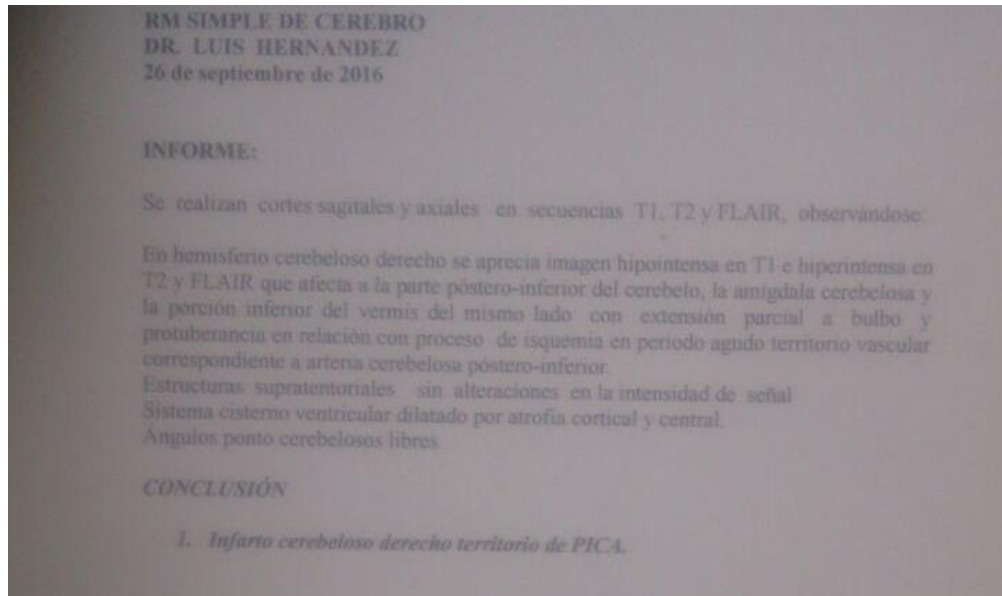 RM SIMPLE DE CEREBRO
DR. LUIS HERNANDEZ
26 de septiembre de 2016
INFORME:
Se realizan cortes sagitales y axiales en secuencias T1, T2 y FLAIR, observándose:
En hemisferio cerebeloso derecho se aprecia imagen hipointensa en T1 e hiperintensa en
T2 y FLAIR que afecta a la parte póstero-inferior del cerebelo, la amígdala cerebelosa y
la porción inferior del vermis del mismo lado con extensión parcial a bulbo y
protuberancia en relación con proceso de isquemia en periodo agudo territorio vascular
correspondiente a arteria cerebelosa póstero-inferior.
Estructuras supratentoriales sin alteraciones en la intensidad de señal
Sistema cisterno ventricular dilatado por atrofia cortical y central.
Ángulos ponto cerebelosos libres.
CONCLUSIÓN
1. Infarto cerebeloso derecho territorio de PICA.